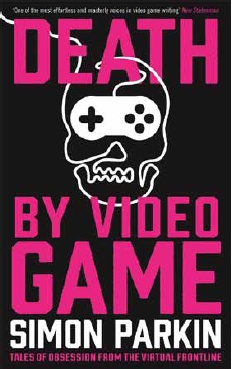 'One of the most effortless and masterly voices in video game writing' New Statesman
DEATH
BY VIDEO
GAME
SIMON PARKIN
TALES OF OBSESSION FROM THE VIRTUAL FRONTLINE